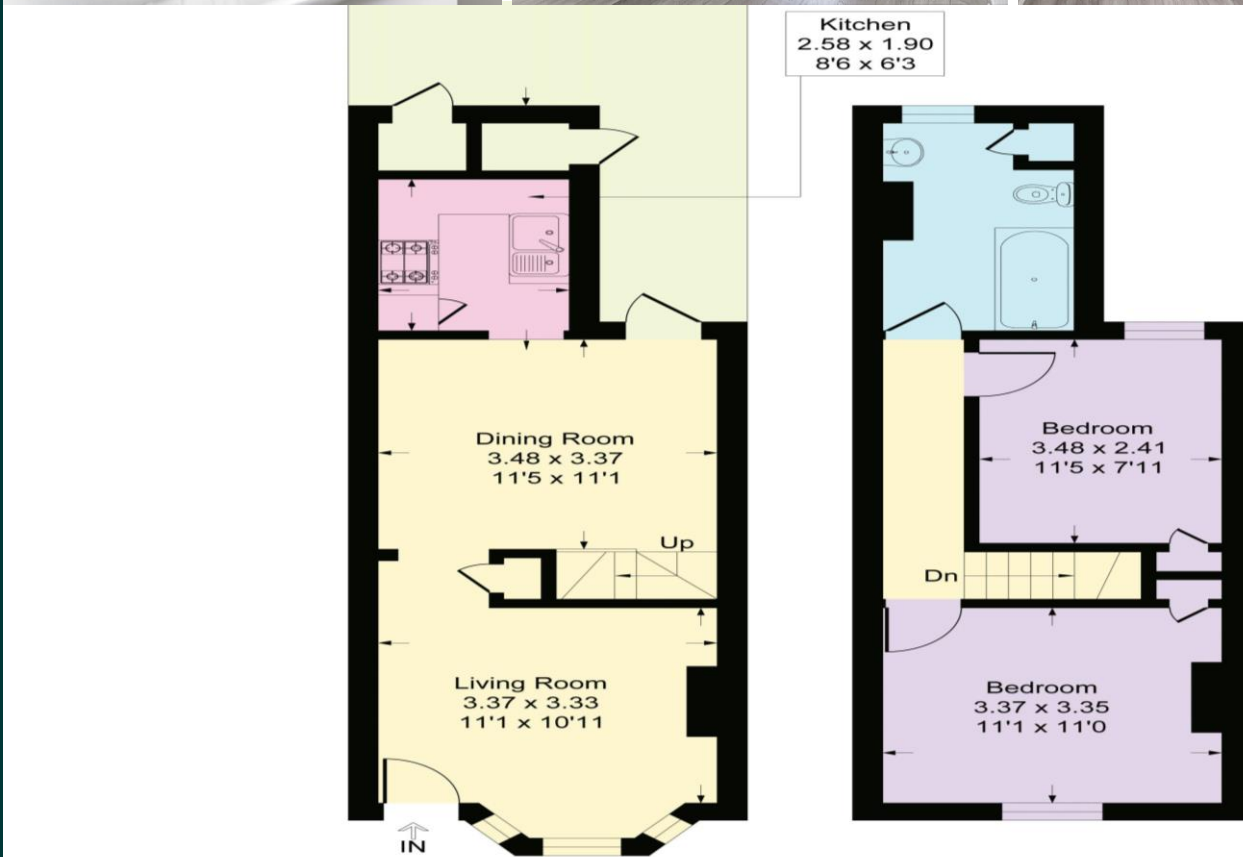 Kitchen
2.58 x 1.90
8'6 x 6'3
Dining Room
3.48 x 3.37
11'5 x 11'1
Up
Living Room
3.37 x 3.33
11'1 x 10'11
IN
Bedroom
3.48 x 2.41
11'5 x 7'11
Dn
Bedroom
3.37 x 3.35
11'1 x 11'0